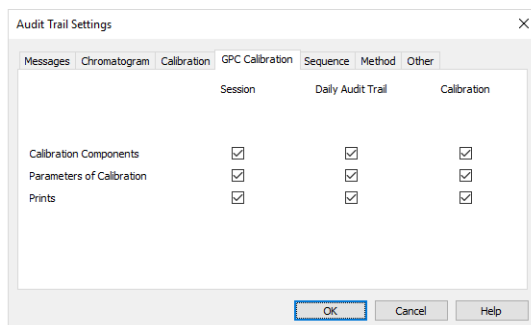 Audit Trail Settings
Messages Chromatogram Calibration GPC Calibration Sequence Method Other
Session Daily Audit Trail Calibration
Calibration Components
Parameters of Calibration
Prints
OK Cancel Help